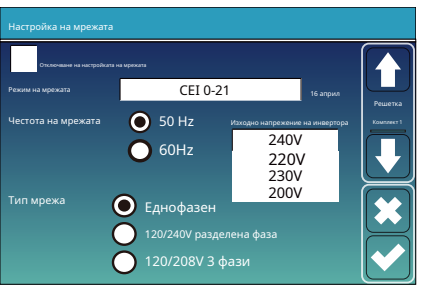 Настройка на мрежата
Отключване на настройката на мрежата
Режим на мрежата
CEI 0-21
16 април
Решетка
Комплект 1
Честота на мрежата
50 Hz
60Hz
Изходно напрежение на инвертора
240V
220V
230V
200V
Тип мрежа
Еднофазен
120/240V разделена фаза
120/208V 3 фази